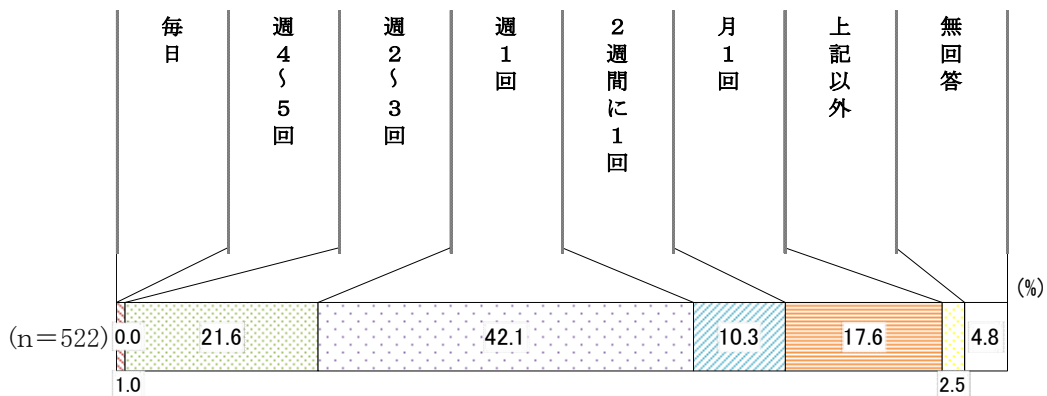 毎日
週4~5回
週2~3回
週1回
2週間に1回
月1回
上記以外
無回答
(%)
(n=522)
0.0
21.6
42.1
10.3
17.6
4.8
1.0
2.5